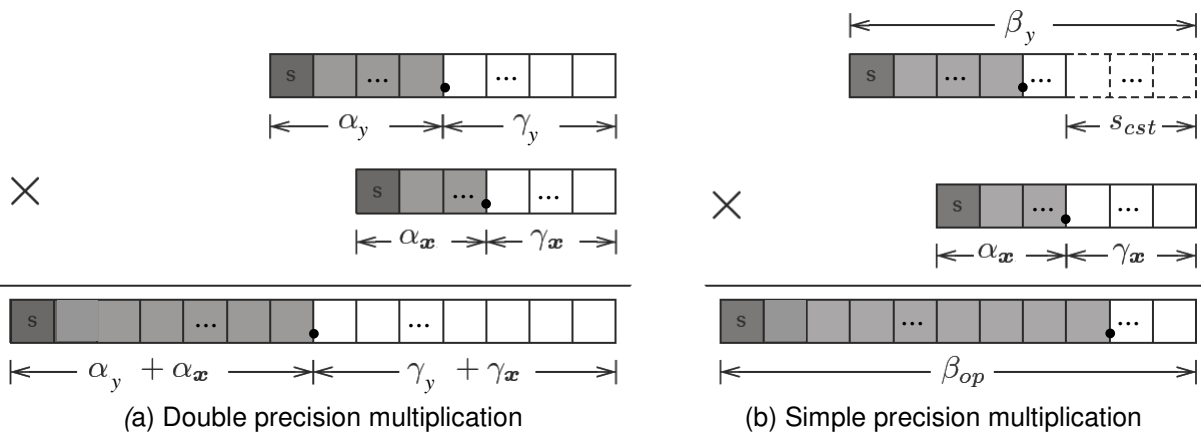 β_y
s ... ...
s ... ... ...
α_y γ_y
s_cst
×
s ... ...
×
s ... ...
α_x γ_x
α_x γ_x
s ... ...
s ... ...
α_y + α_x γ_y + γ_x
β_op
(a) Double precision multiplication
(b) Simple precision multiplication